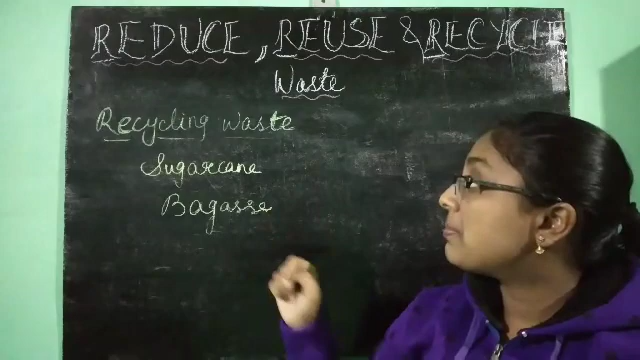 REDUCE, REUSE & RECYCLE
Waste
Recycling waste
Sugarcane
Bagasse